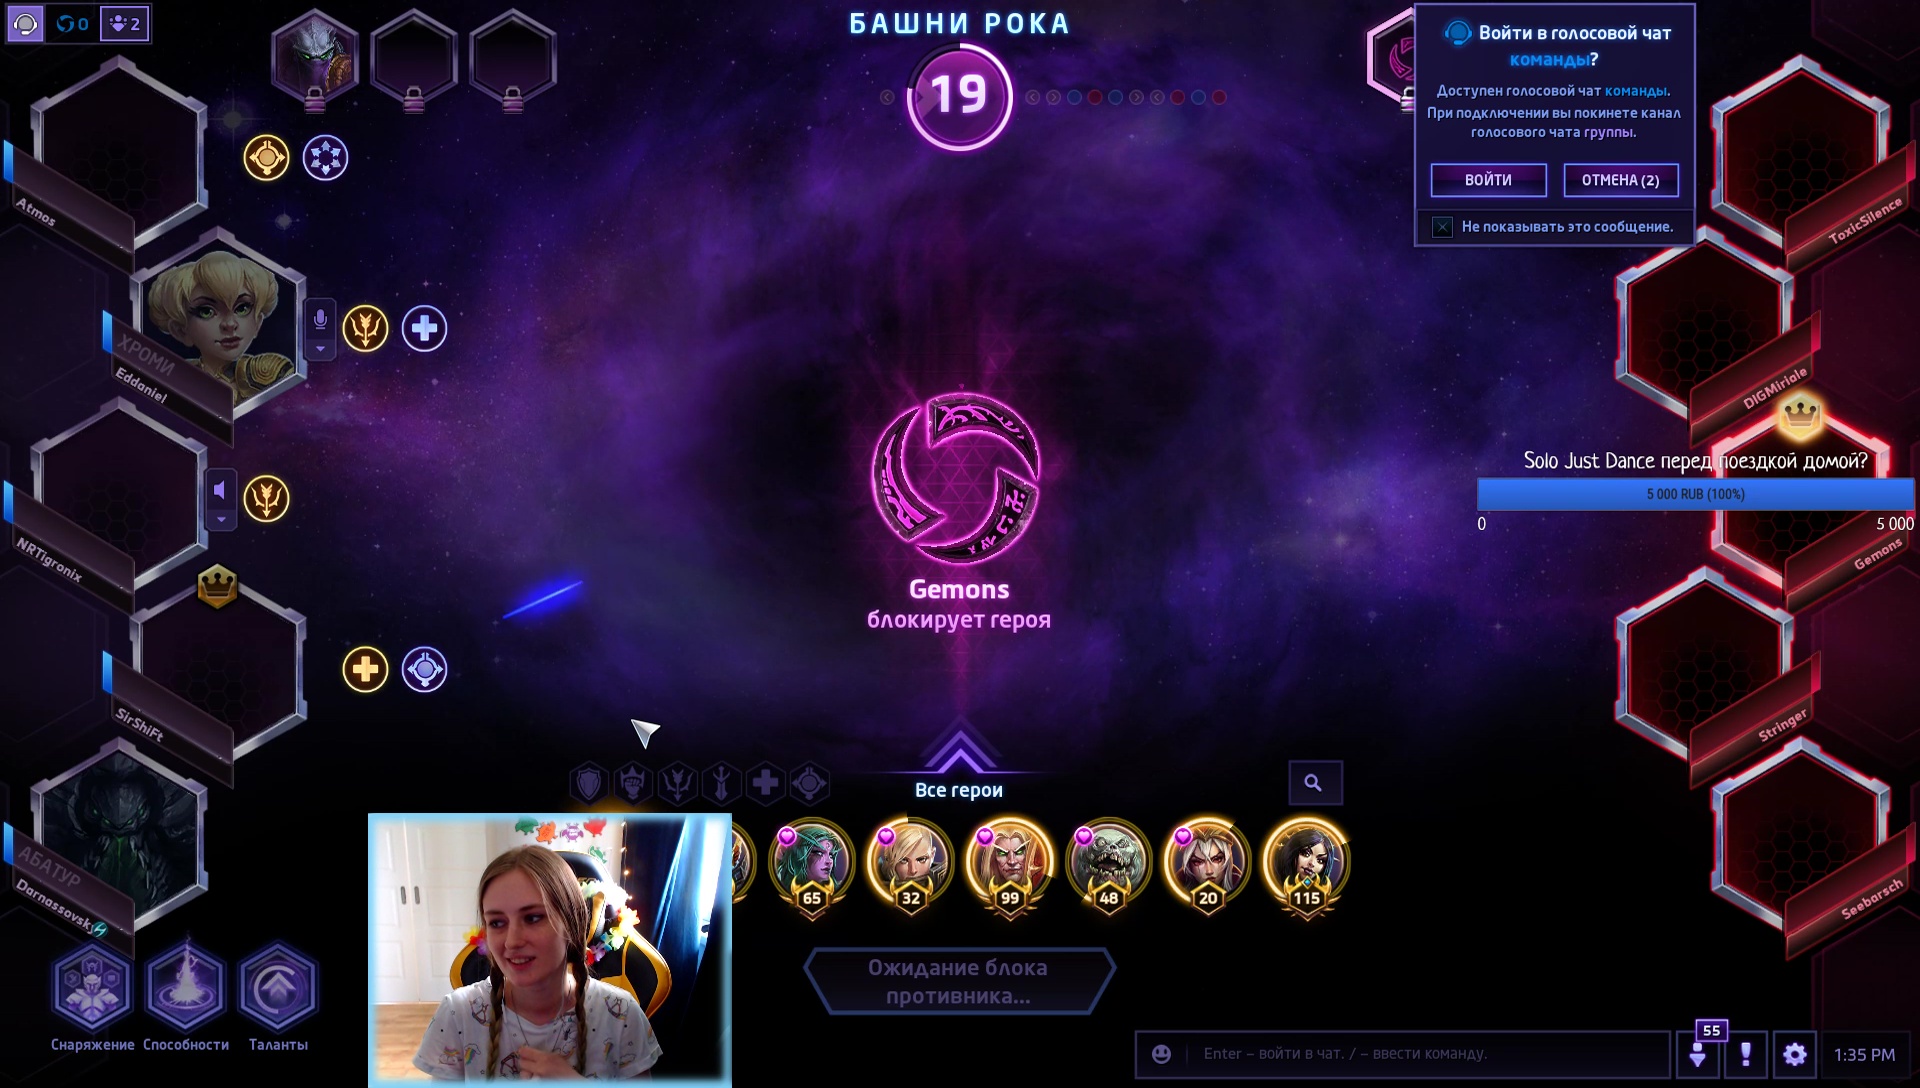 0
2
БАШНИ РОКА
19
Войти в голосовой чат
команды?
Доступен голосовой чат команды.
При подключении вы покинете канал
голосового чата группы.
ВОЙТИ
ОТМЕНА (2)
Не показывать это сообщение.
Atmos
ХРОМИ
Eddaniel
NRTigronix
SirShiFt
АБАТУР
Darnassovsk
ToxicSilence
DIGMiriale
Solo Just Dance перед поездкой домой?
5 000 RUB (100%)
0
5 000
Gemons
Stringer
Seebarsch
Gemons
блокирует героя
Все герои
65
32
99
48
20
115
Ожидание блока
противника...
Снаряжение
Способности
Таланты
Enter – войти в чат. / – ввести команду.
55
1:35 PM